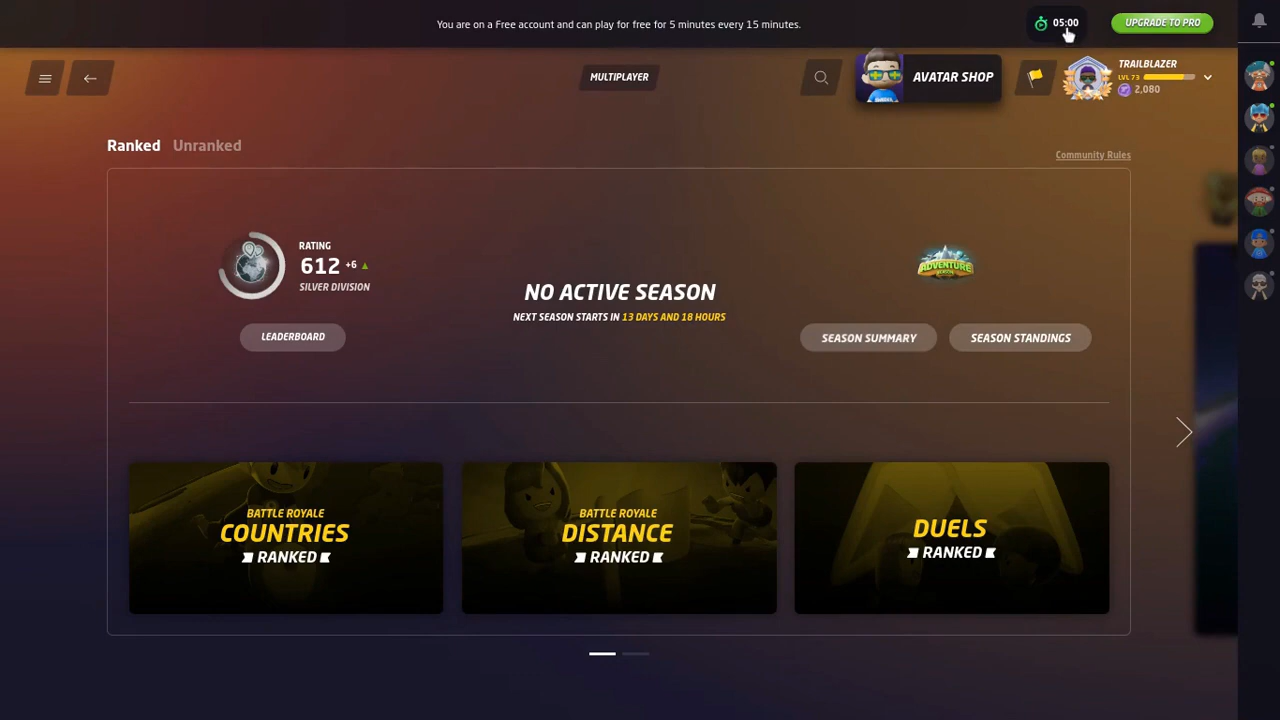 You are on a Free account and can play for free for 5 minutes every 15 minutes.
05:00
UPGRADE TO PRO
MULTIPLAYER
AVATAR SHOP
TRAILBLAZER
LVL 73
2,080
Ranked
Unranked
Community Rules
RATING
612 +6
SILVER DIVISION
LEADERBOARD
NO ACTIVE SEASON
NEXT SEASON STARTS IN 13 DAYS AND 18 HOURS
ADVENTURE
SEASON SUMMARY
SEASON STANDINGS
BATTLE ROYALE
COUNTRIES
RANKED
BATTLE ROYALE
DISTANCE
RANKED
DUELS
RANKED